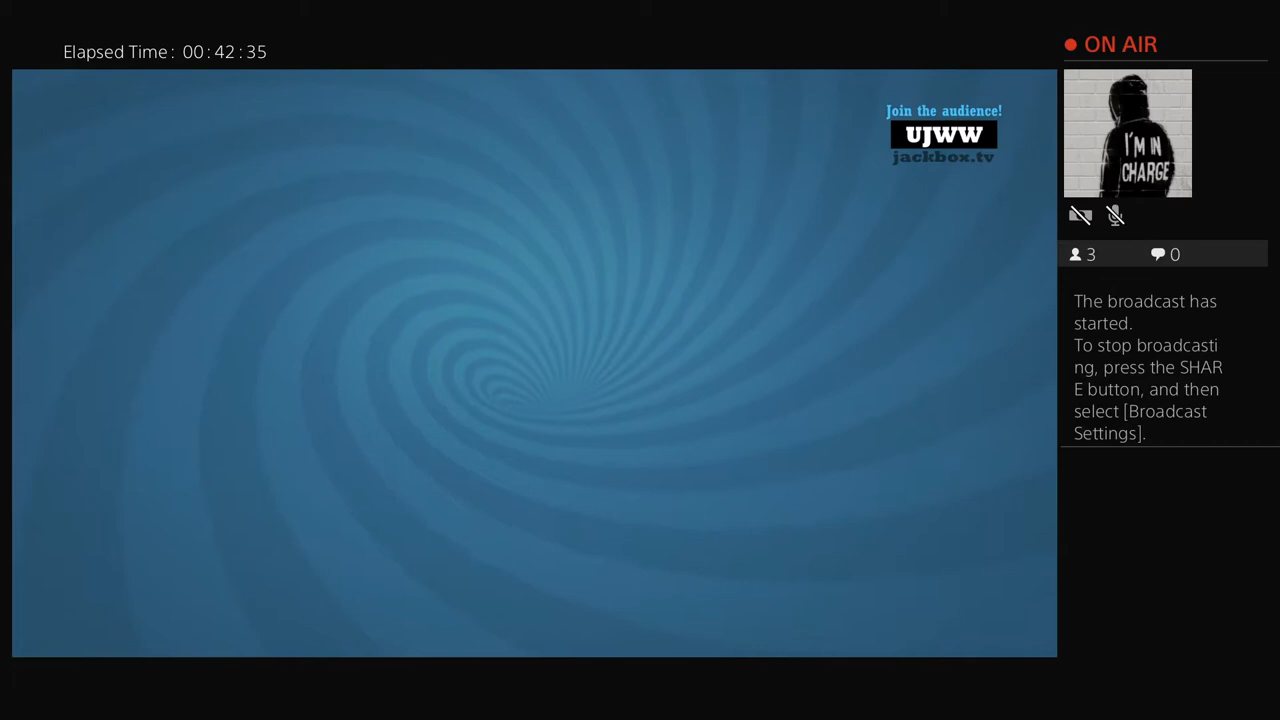 Elapsed Time: 00:42:35
ON AIR
Join the audience!
UJWW
jackbox.tv
I'M IN
CHARGE
3
0
The broadcast has
started.
To stop broadcasti
ng, press the SHAR
E button, and then
select [Broadcast
Settings].